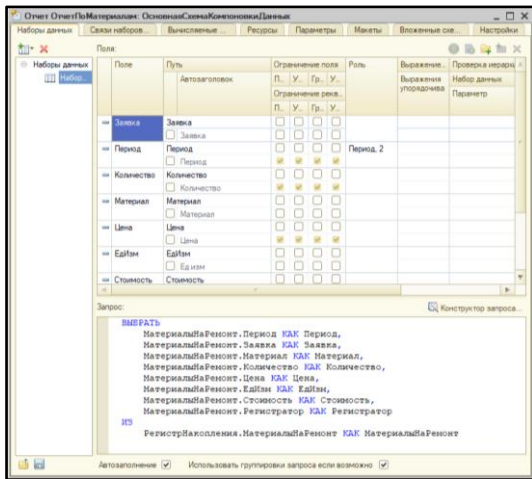 Отчет ОтчетПоМатериалам: ОсновнаяСхемаКомпоновкиДанных
Наборы данных Связи наборов... Вычисляемые ... Ресурсы Параметры Макеты Вложенные схе... Настройки
Поля:
Наборы данных
Набор...
Поле Путь Ограничение поля Роль Выражение... Проверка иерархи
Автозаголовок П... У... Гр... У... Выражения упорядочива Набор данных
Ограничение рекв... Параметр
П... У... Гр... У...
Заявка Заявка
Заявка
Период Период Период, 2
Период
Количество Количество
Количество
Материал Материал
Материал
Цена Цена
Цена
ЕдИзм ЕдИзм
Ед изм
Стоимость Стоимость
Запрос:
Конструктор запроса...
ВЫБРАТЬ
МатериалыНаРемонт.Период КАК Период,
МатериалыНаРемонт.Заявка КАК Заявка,
МатериалыНаРемонт.Материал КАК Материал,
МатериалыНаРемонт.Количество КАК Количество,
МатериалыНаРемонт.Цена КАК Цена,
МатериалыНаРемонт.ЕдИзм КАК ЕдИзм,
МатериалыНаРемонт.Стоимость КАК Стоимость,
МатериалыНаРемонт.Регистратор КАК Регистратор
ИЗ
РегистрНакопления.МатериалыНаРемонт КАК МатериалыНаРемонт
Автозаполнение Использовать группировки запроса если возможно